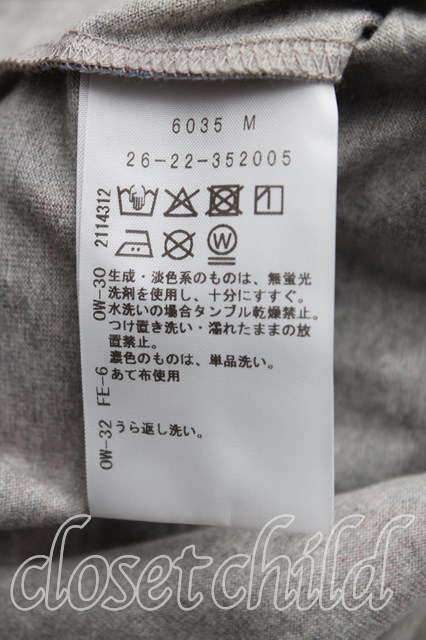 6035 M
26-22-352005
2114312
W
OW-30
生成・淡色系のものは、無蛍光
洗剤を使用し、十分にすすぐ。
水洗いの場合タンブル乾燥禁止。
つけ置き洗い・濡れたままの放
置禁止。
濃色のものは、単品洗い。
FE-6
あて布使用
OW-32
うら返し洗い。
closetchild